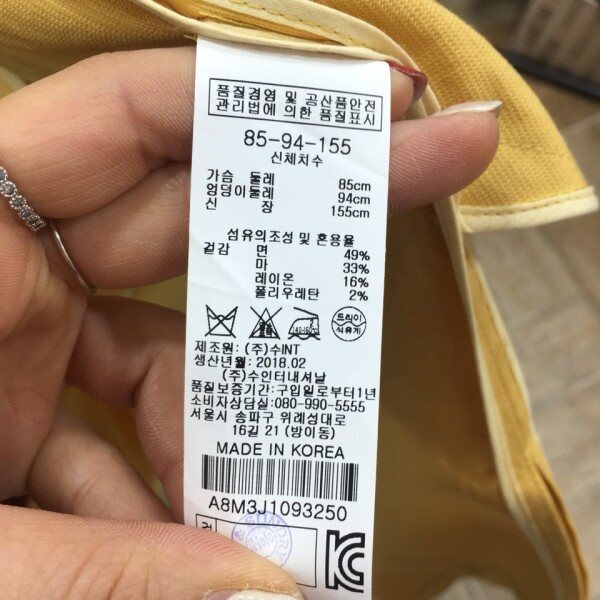 품질경영 및 공산품안전
관리법에 의한 품질표시
85-94-155
신체치수
가슴 둘레 85cm
엉덩이둘레 94cm
신 장 155cm
섬유의조성 및 혼용율
겉감 면 49%
마 33%
레이온 16%
폴리우레탄 2%
드라이
석유계
제조원: (주)수INT
생산년월: 2018.02
(주)수인터내셔날
품질보증기간:구입일로부터1년
소비자상담실:080-990-5555
서울시 송파구 위례성대로
16길 21 (방이동)
MADE IN KOREA
A8M3J1093250